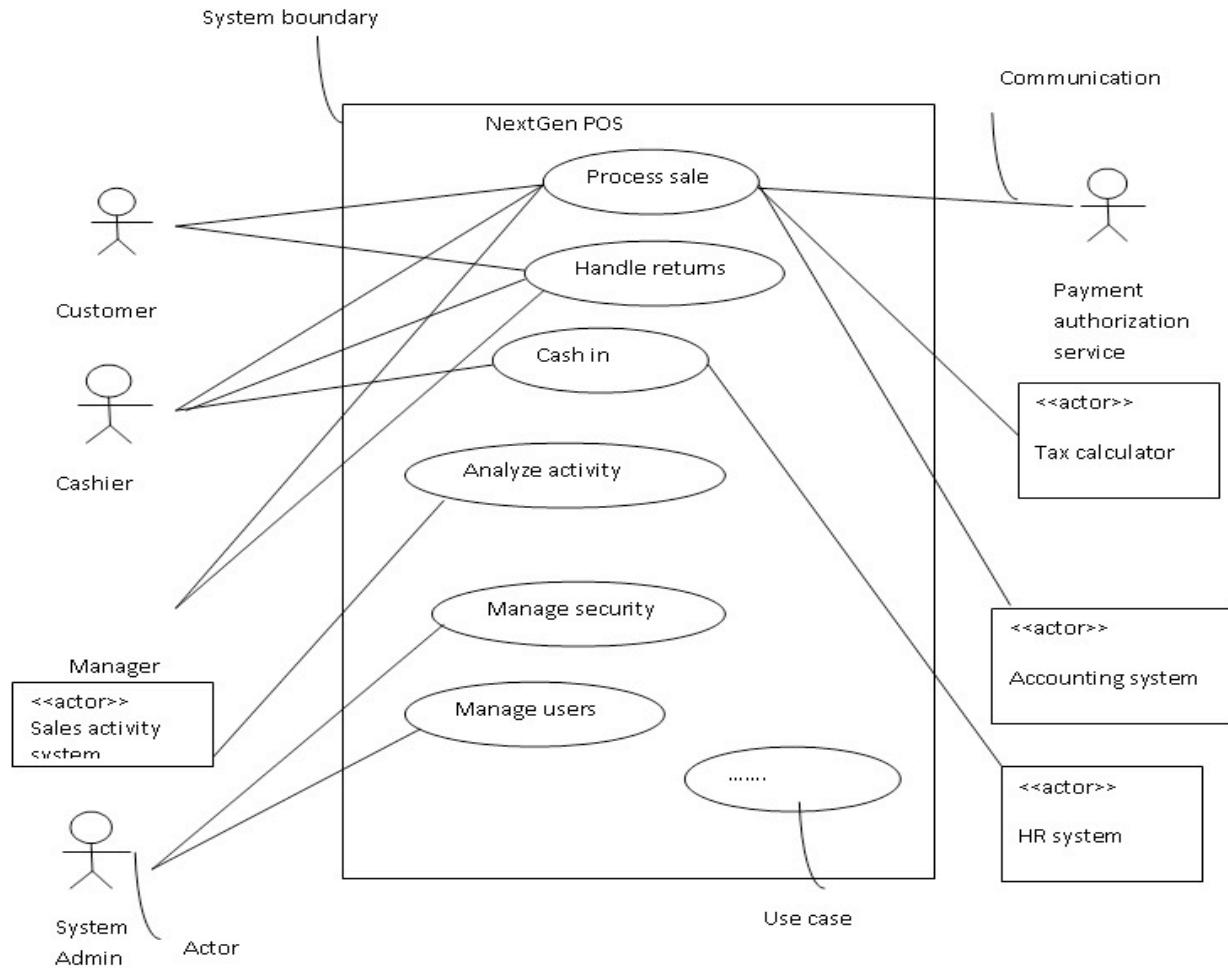 System boundary
Communication
NextGen POS
Process sale
Handle returns
Customer
Payment
authorization
service
Cash in
<<actor>>
Tax calculator
Cashier
Analyze activity
Manage security
<<actor>>
Accounting system
Manager
<<actor>>
Sales activity
system
Manage users
.......
<<actor>>
HR system
System
Admin
Actor
Use case